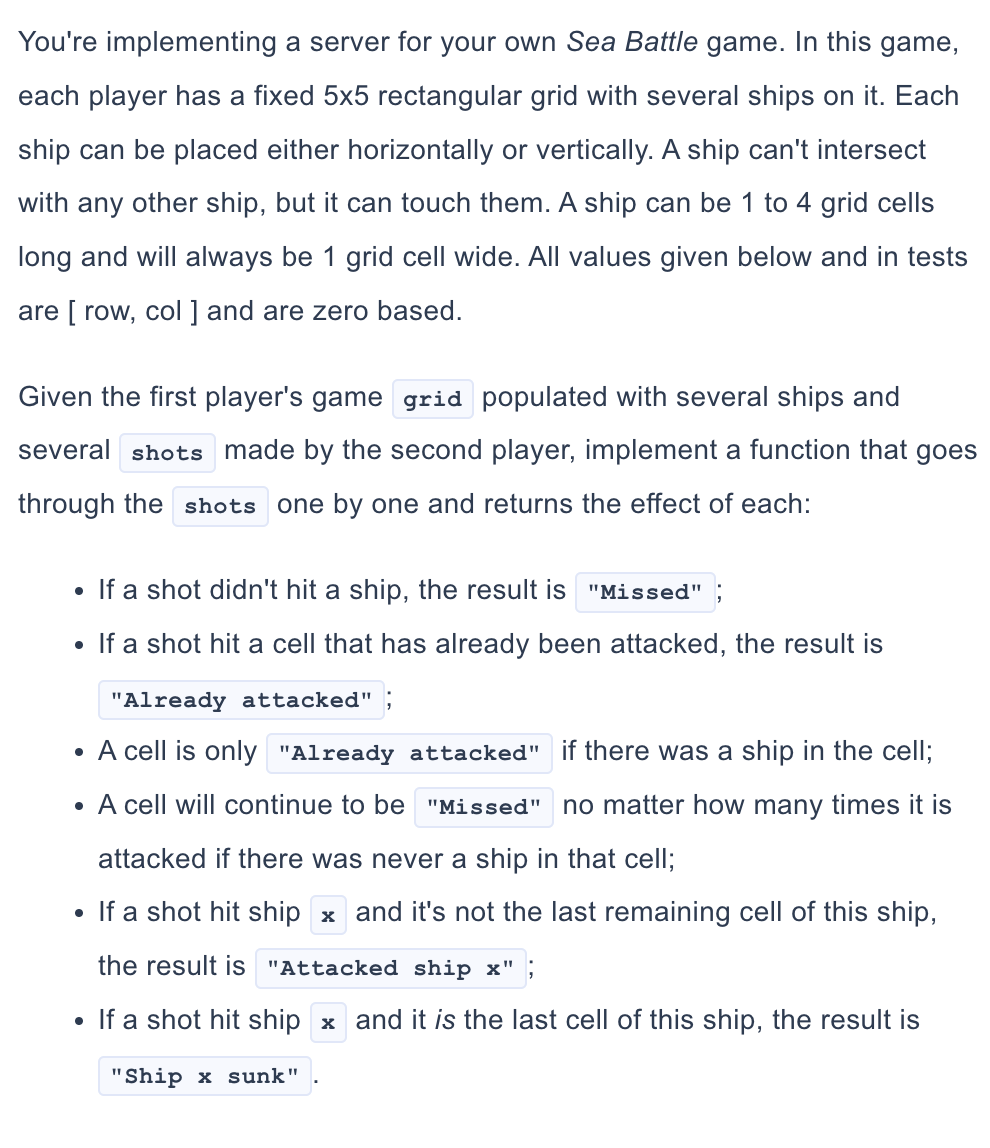 You're implementing a server for your own Sea Battle game. In this game,
each player has a fixed 5x5 rectangular grid with several ships on it. Each
ship can be placed either horizontally or vertically. A ship can't intersect
with any other ship, but it can touch them. A ship can be 1 to 4 grid cells
long and will always be 1 grid cell wide. All values given below and in tests
are [ row, col ] and are zero based.
Given the first player's game grid populated with several ships and
several shots made by the second player, implement a function that goes
through the shots one by one and returns the effect of each:
• If a shot didn't hit a ship, the result is "Missed";
• If a shot hit a cell that has already been attacked, the result is
"Already attacked";
• A cell is only "Already attacked" if there was a ship in the cell;
• A cell will continue to be "Missed" no matter how many times it is
attacked if there was never a ship in that cell;
• If a shot hit ship x and it's not the last remaining cell of this ship,
the result is "Attacked ship x";
• If a shot hit ship x and it is the last cell of this ship, the result is
"Ship x sunk".